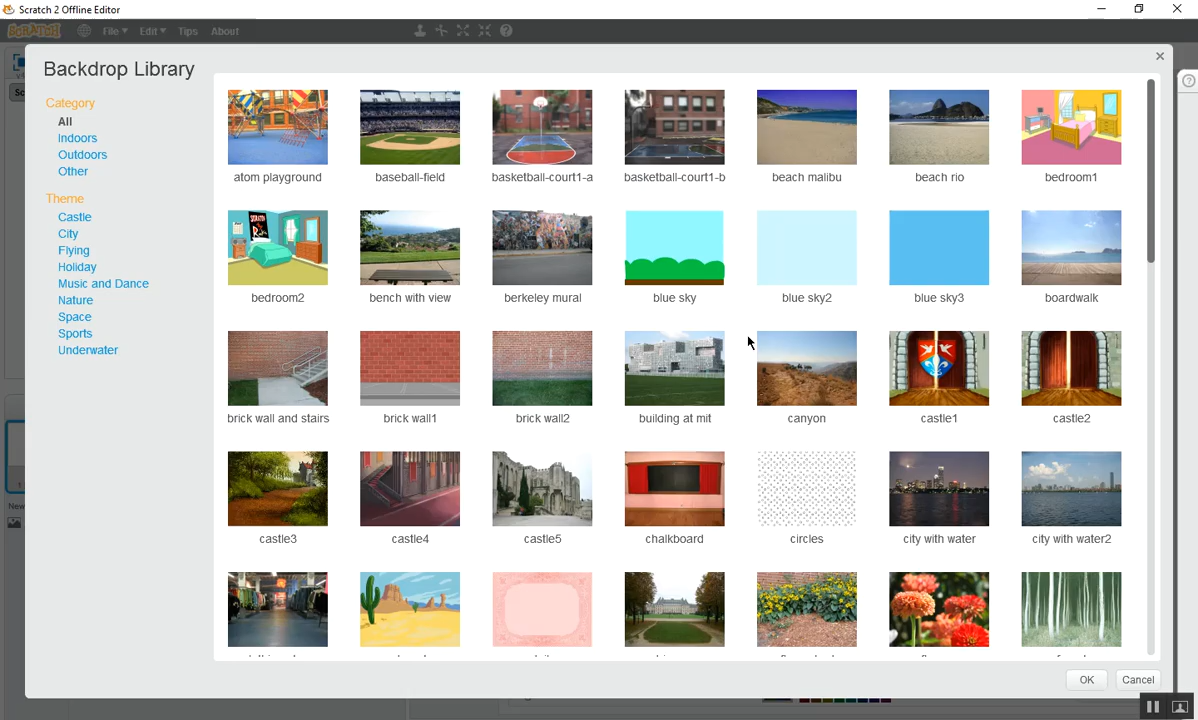 Scratch 2 Offline Editor
SCRATCH File Edit Tips About
Backdrop Library
Category
All
Indoors
Outdoors
Other
Theme
Castle
City
Flying
Holiday
Music and Dance
Nature
Space
Sports
Underwater
atom playground baseball-field basketball-court1-a basketball-court1-b beach malibu beach rio bedroom1
bedroom2 bench with view berkeley mural blue sky blue sky2 blue sky3 boardwalk
brick wall and stairs brick wall1 brick wall2 building at mit canyon castle1 castle2
castle3 castle4 castle5 chalkboard circles city with water city with water2
OK Cancel